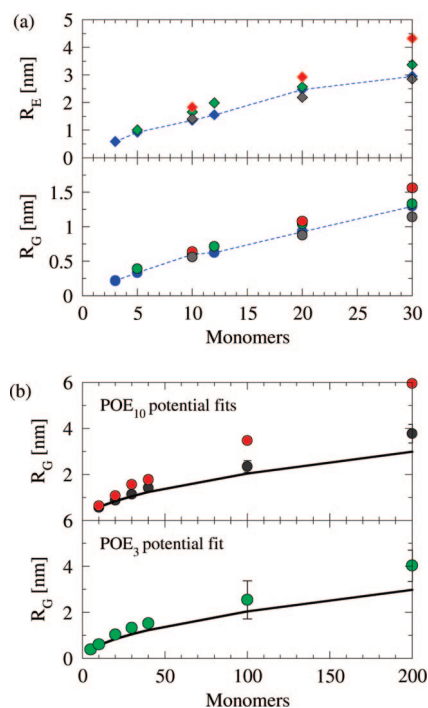 (a)
5
4
3
2
1
0
R_E [nm]
1.5
1
0.5
0
R_G [nm]
0 5 10 15 20 25 30
Monomers
(b)
6
4
2
R_G [nm]
POE₁₀ potential fits
6
4
2
0
R_G [nm]
POE₃ potential fit
0 50 100 150 200
Monomers